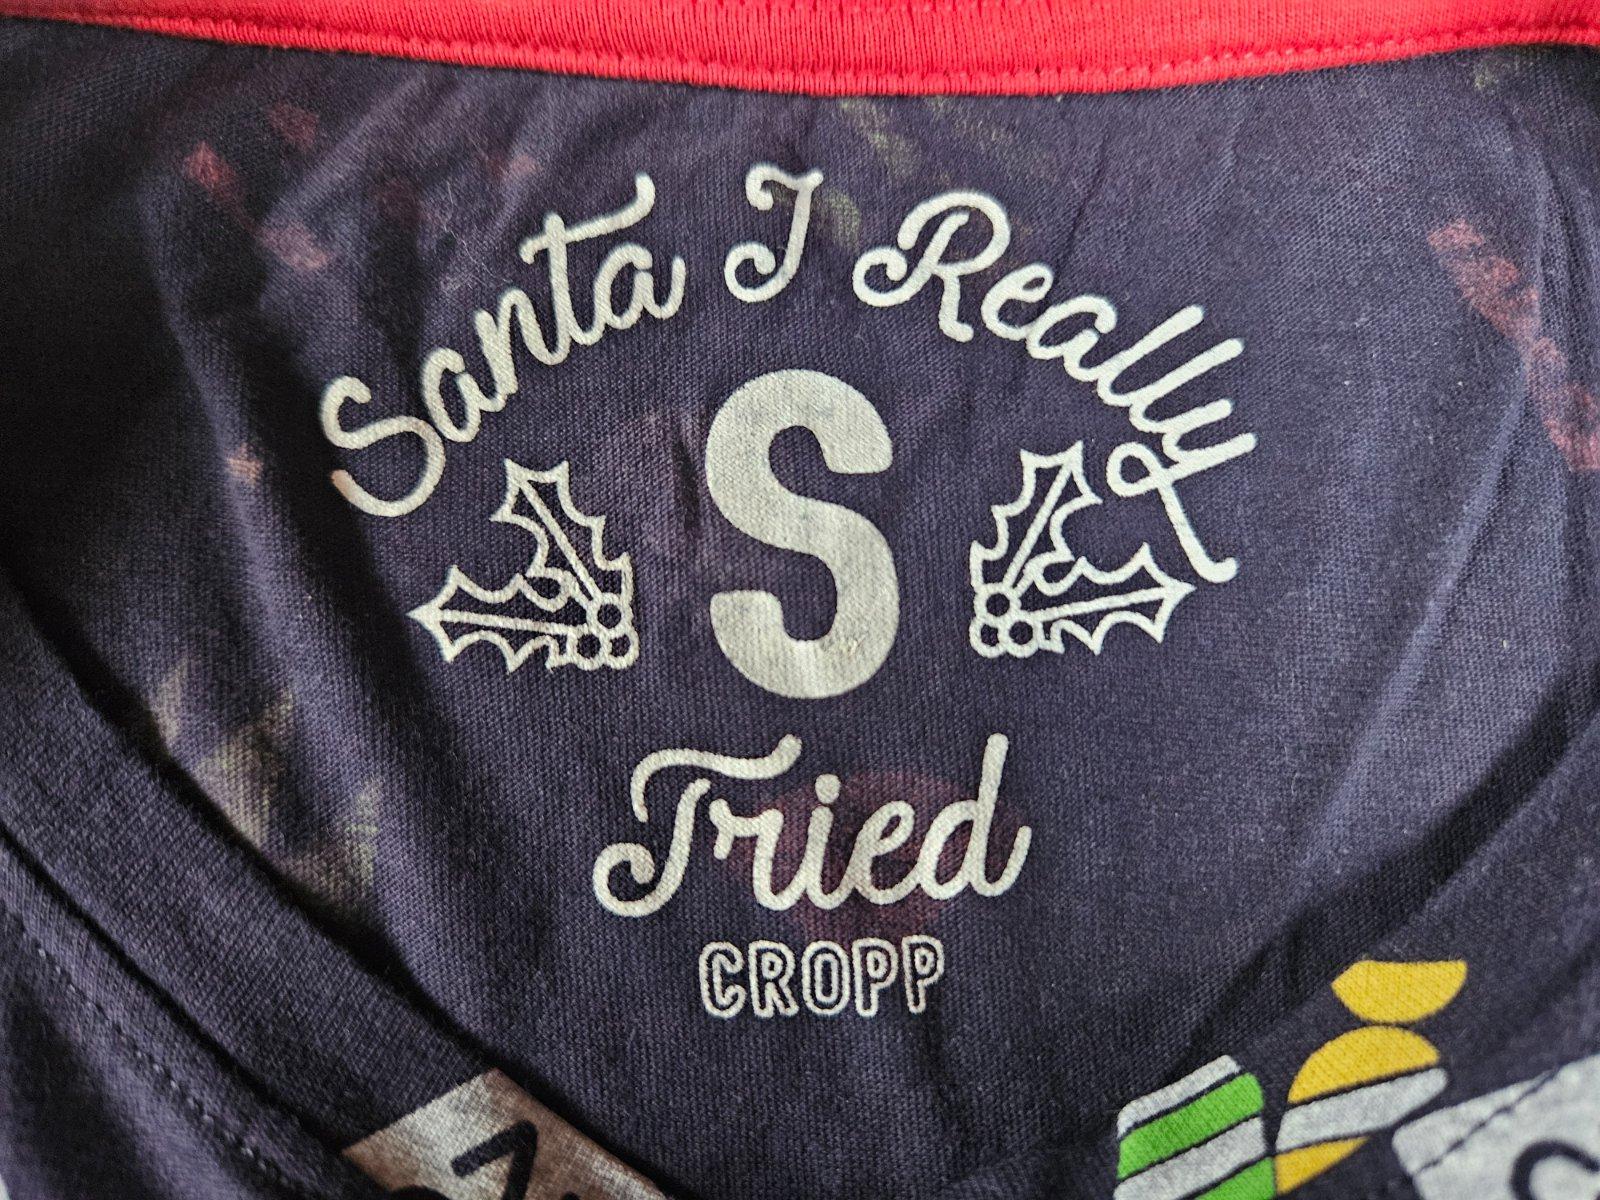 Santa I Really
S
Tried
CROPP